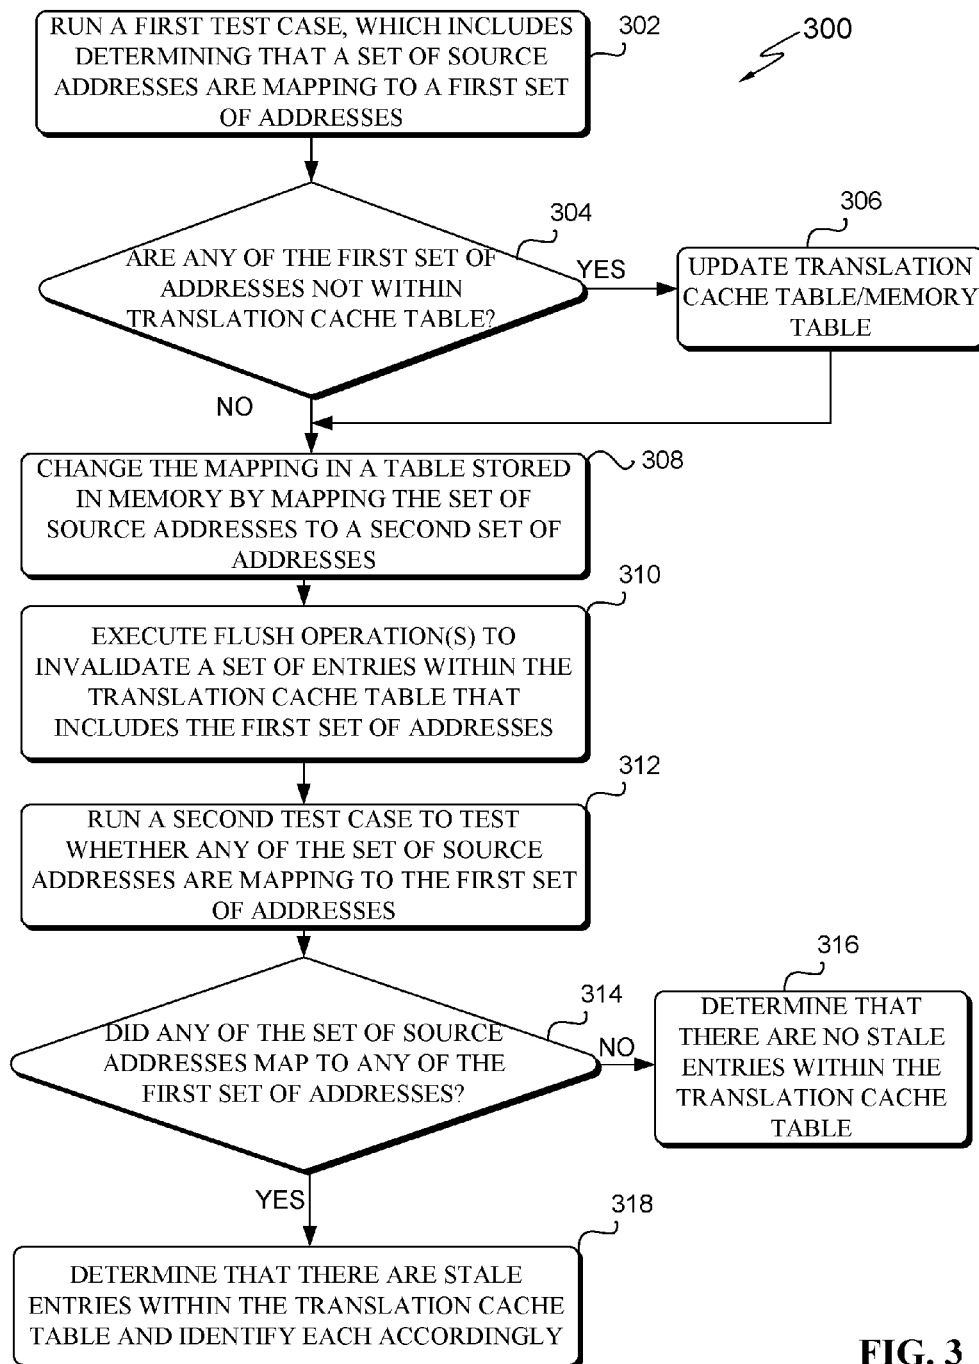 RUN A FIRST TEST CASE, WHICH INCLUDES
DETERMINING THAT A SET OF SOURCE
ADDRESSES ARE MAPPING TO A FIRST SET
OF ADDRESSES
302
300
304
ARE ANY OF THE FIRST SET OF
ADDRESSES NOT WITHIN
TRANSLATION CACHE TABLE?
YES
306
UPDATE TRANSLATION
CACHE TABLE/MEMORY
TABLE
NO
CHANGE THE MAPPING IN A TABLE STORED
IN MEMORY BY MAPPING THE SET OF
SOURCE ADDRESSES TO A SECOND SET OF
ADDRESSES
308
310
EXECUTE FLUSH OPERATION(S) TO
INVALIDATE A SET OF ENTRIES WITHIN THE
TRANSLATION CACHE TABLE THAT
INCLUDES THE FIRST SET OF ADDRESSES
312
RUN A SECOND TEST CASE TO TEST
WHETHER ANY OF THE SET OF SOURCE
ADDRESSES ARE MAPPING TO THE FIRST SET
OF ADDRESSES
314
DID ANY OF THE SET OF SOURCE
ADDRESSES MAP TO ANY OF THE
FIRST SET OF ADDRESSES?
NO
316
DETERMINE THAT
THERE ARE NO STALE
ENTRIES WITHIN THE
TRANSLATION CACHE
TABLE
YES
318
DETERMINE THAT THERE ARE STALE
ENTRIES WITHIN THE TRANSLATION CACHE
TABLE AND IDENTIFY EACH ACCORDINGLY
FIG. 3